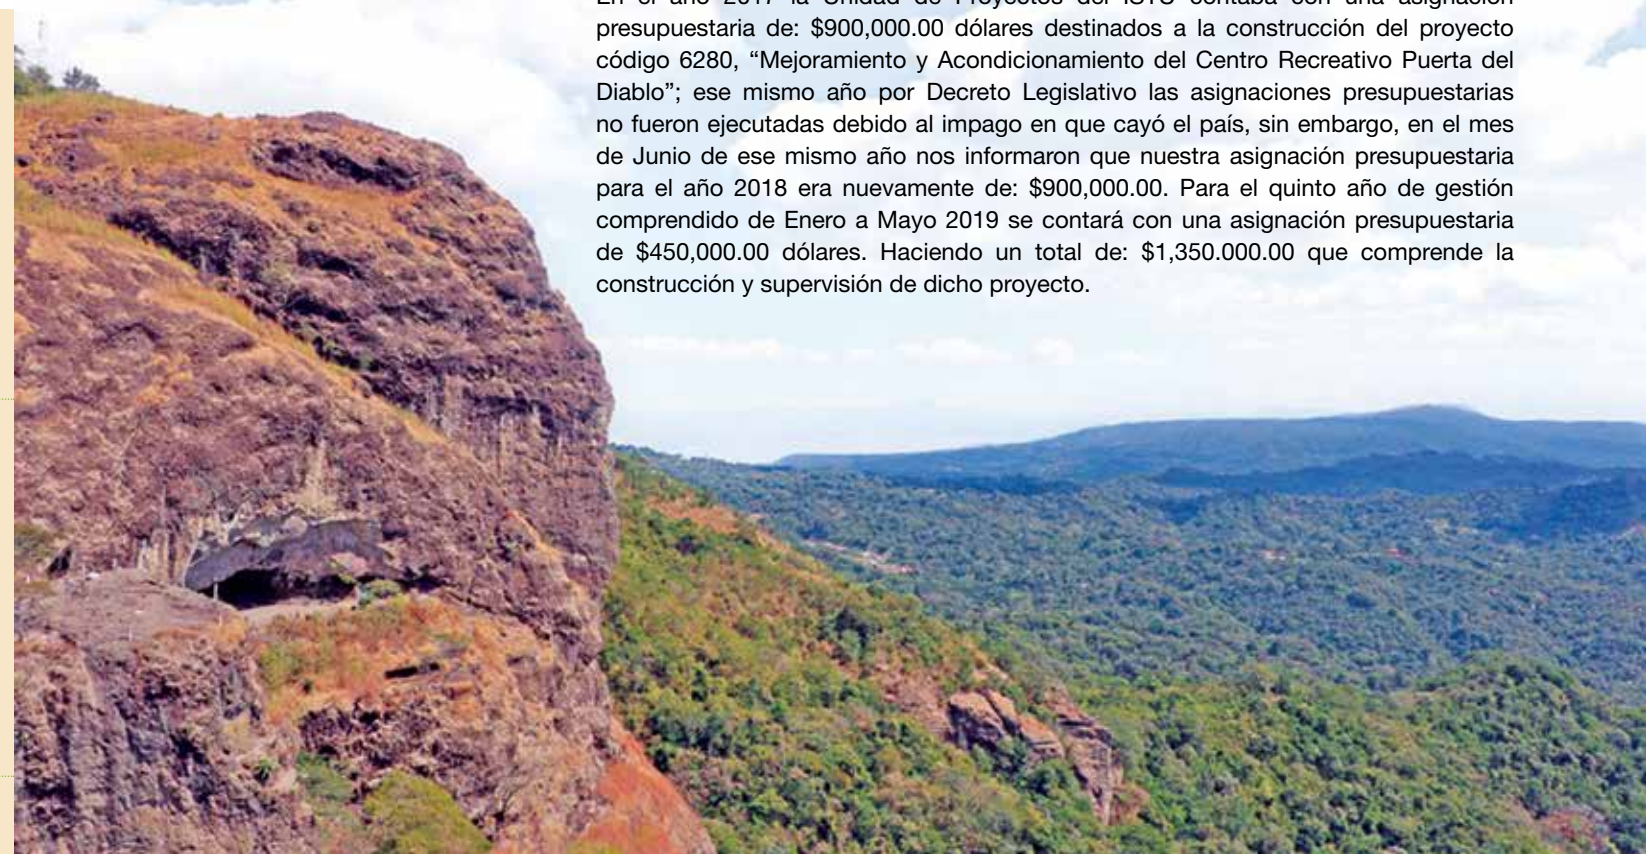 En el año 2017 la Unidad de Proyectos del ISTU contaba con una asignación
presupuestaria de: $900,000.00 dólares destinados a la construcción del proyecto
código 6280, “Mejoramiento y Acondicionamiento del Centro Recreativo Puerta del
Diablo”; ese mismo año por Decreto Legislativo las asignaciones presupuestarias
no fueron ejecutadas debido al impago en que cayó el país, sin embargo, en el mes
de Junio de ese mismo año nos informaron que nuestra asignación presupuestaria
para el año 2018 era nuevamente de: $900,000.00. Para el quinto año de gestión
comprendido de Enero a Mayo 2019 se contará con una asignación presupuestaria
de $450,000.00 dólares. Haciendo un total de: $1,350.000.00 que comprende la
construcción y supervisión de dicho proyecto.